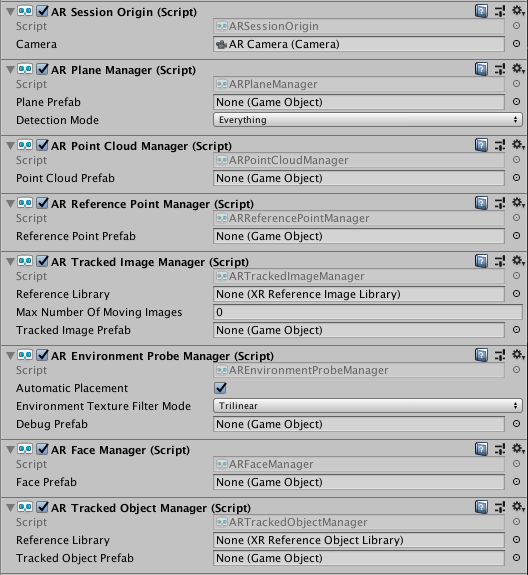 AR Session Origin (Script)
Script ARSessionOrigin
Camera AR Camera (Camera)
AR Plane Manager (Script)
Script ARPlaneManager
Plane Prefab None (Game Object)
Detection Mode Everything
AR Point Cloud Manager (Script)
Script ARPointCloudManager
Point Cloud Prefab None (Game Object)
AR Reference Point Manager (Script)
Script ARReferencePointManager
Reference Point Prefab None (Game Object)
AR Tracked Image Manager (Script)
Script ARTrackedImageManager
Reference Library None (XR Reference Image Library)
Max Number Of Moving Images 0
Tracked Image Prefab None (Game Object)
AR Environment Probe Manager (Script)
Script AREnvironmentProbeManager
Automatic Placement
Environment Texture Filter Mode Trilinear
Debug Prefab None (Game Object)
AR Face Manager (Script)
Script ARFaceManager
Face Prefab None (Game Object)
AR Tracked Object Manager (Script)
Script ARTrackedObjectManager
Reference Library None (XR Reference Object Library)
Tracked Object Prefab None (Game Object)